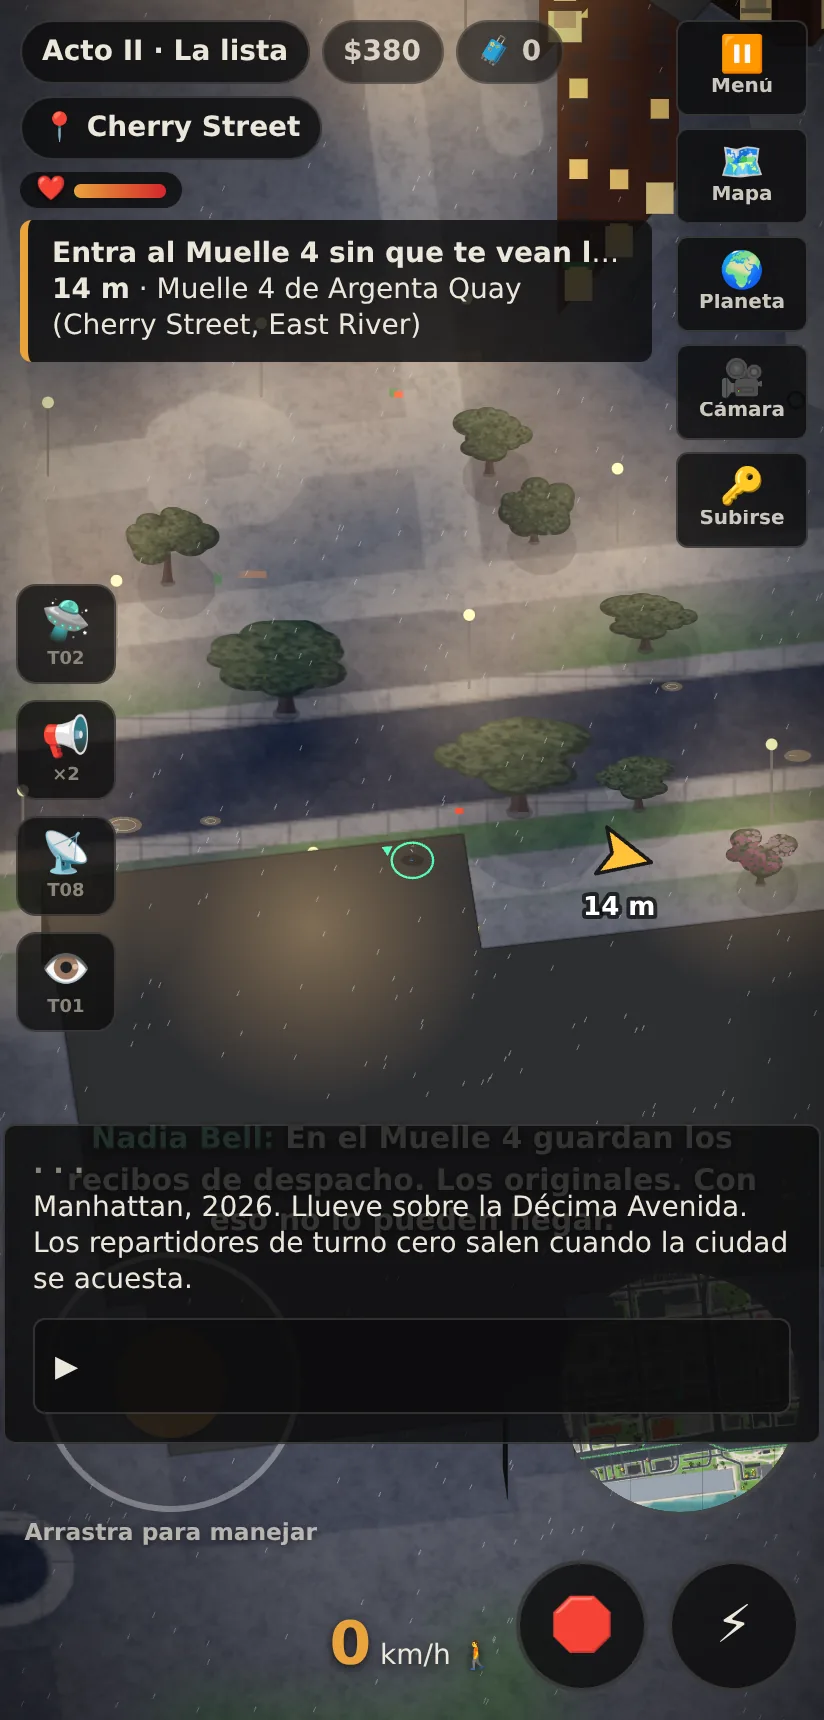 Acto II · La lista
$380
0
Menú
Cherry Street
Mapa
Entra al Muelle 4 sin que te vean l...
14 m · Muelle 4 de Argenta Quay
(Cherry Street, East River)
Planeta
Cámara
Subirse
T02
×2
T08
T01
14 m
Nadia Bell: En el Muelle 4 guardan los
recibos de despacho. Los originales. Con
eso no lo pueden negar.
...
Manhattan, 2026. Llueve sobre la Décima Avenida.
Los repartidores de turno cero salen cuando la ciudad
se acuesta.
Arrastra para manejar
0 km/h